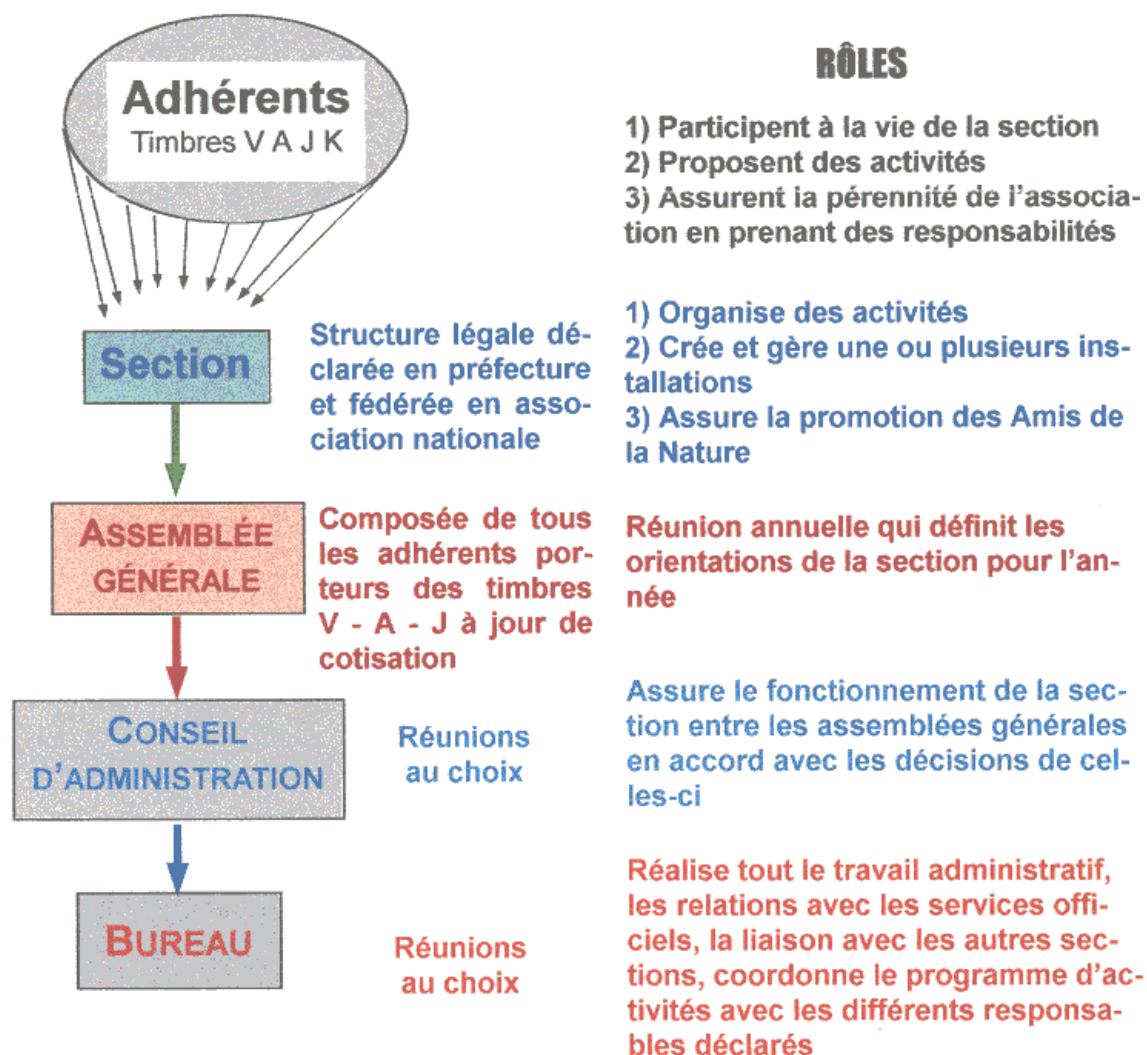 RÔLES
Adhérents
Timbres V A J K
1) Participent à la vie de la section
2) Proposent des activités
3) Assurent la pérennité de l'associa-
tion en prenant des responsabilités
Section
Structure légale dé-
clarée en préfecture
et fédérée en asso-
ciation nationale
1) Organise des activités
2) Crée et gère une ou plusieurs ins-
tallations
3) Assure la promotion des Amis de
la Nature
ASSEMBLÉE
GÉNÉRALE
Composée de tous
les adhérents por-
teurs des timbres
V - A - J à jour de
cotisation
Réunion annuelle qui définit les
orientations de la section pour l'an-
née
CONSEIL
D'ADMINISTRATION
Réunions
au choix
Assure le fonctionnement de la sec-
tion entre les assemblées générales
en accord avec les décisions de cel-
les-ci
BUREAU
Réunions
au choix
Réalise tout le travail administratif,
les relations avec les services offi-
ciels, la liaison avec les autres sec-
tions, coordonne le programme d'ac-
tivités avec les différents responsa-
bles déclarés